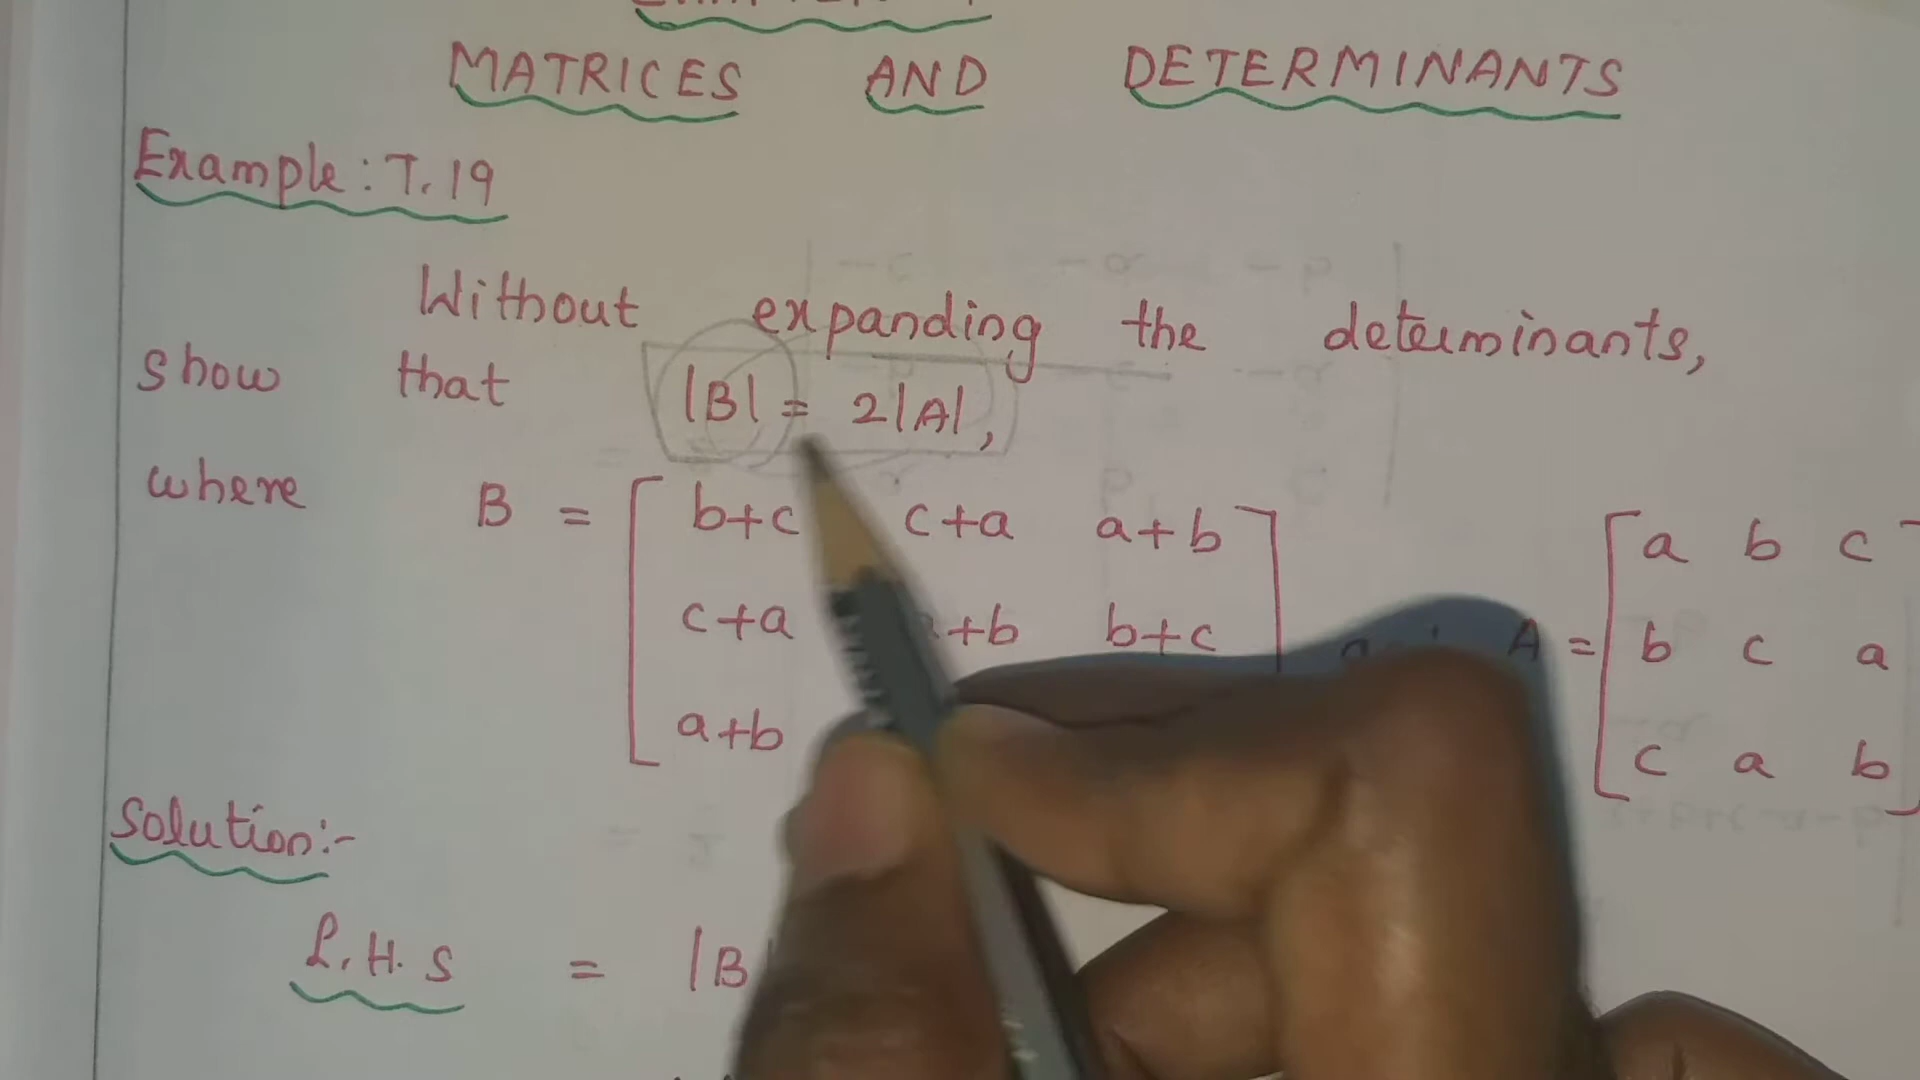 MATRICES AND DETERMINANTS
Example: 7.19
Without expanding the determinants,
show that |B| = 2|A|,
where B = [ b+c c+a a+b ] A = [ a b c ]
c+a +b b+c b c a
a+b c a b
Solution:-
L.H.S = |B